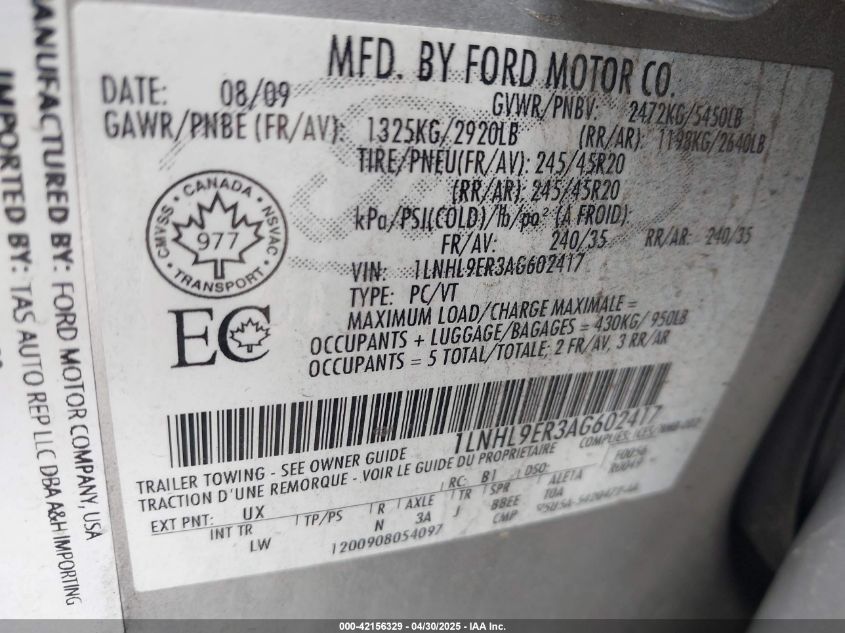 MFD. BY FORD MOTOR CO.
DATE: 08/09 GVWR/PNBV: 2472KG/5450LB
GAWR/PNBE (FR/AV): 1325KG/2920LB (RR/AR): 1198KG/2640LB
TIRE/PNEU(FR/AV): 245/45R20
(RR/AR): 245/45R20
kPa/PSI(COLD)/lb/po² (A FROID):
FR/AV: 240/35 RR/AR: 240/35
VIN: 1LNHL9ER3AG602417
TYPE: PC/VT
MAXIMUM LOAD/CHARGE MAXIMALE =
OCCUPANTS + LUGGAGE/BAGAGES = 430KG/ 950LB
OCCUPANTS = 5 TOTAL/TOTALE; 2 FR/AV, 3 RR/AR
CANADA
CMVSS NSVAC
977
TRANSPORT
EC
1LNHL9ER3AG602417
TRAILER TOWING - SEE OWNER GUIDE
TRACTION D'UNE REMORQUE - VOIR LE GUIDE DU PROPRIETAIRE
EXT PNT: UX RC: B1 DSO:
INT TR TP/PS R AXLE TR SPR ALETA
LW N 3A J BBEE TOA
CMP
1200908054097
MANUFACTURED BY: FORD MOTOR COMPANY, USA
IMPORTED BY: TAS AUTO REP LLC DBA A&H IMPORTING
000-42156329 - 04/30/2025 - IAA Inc.